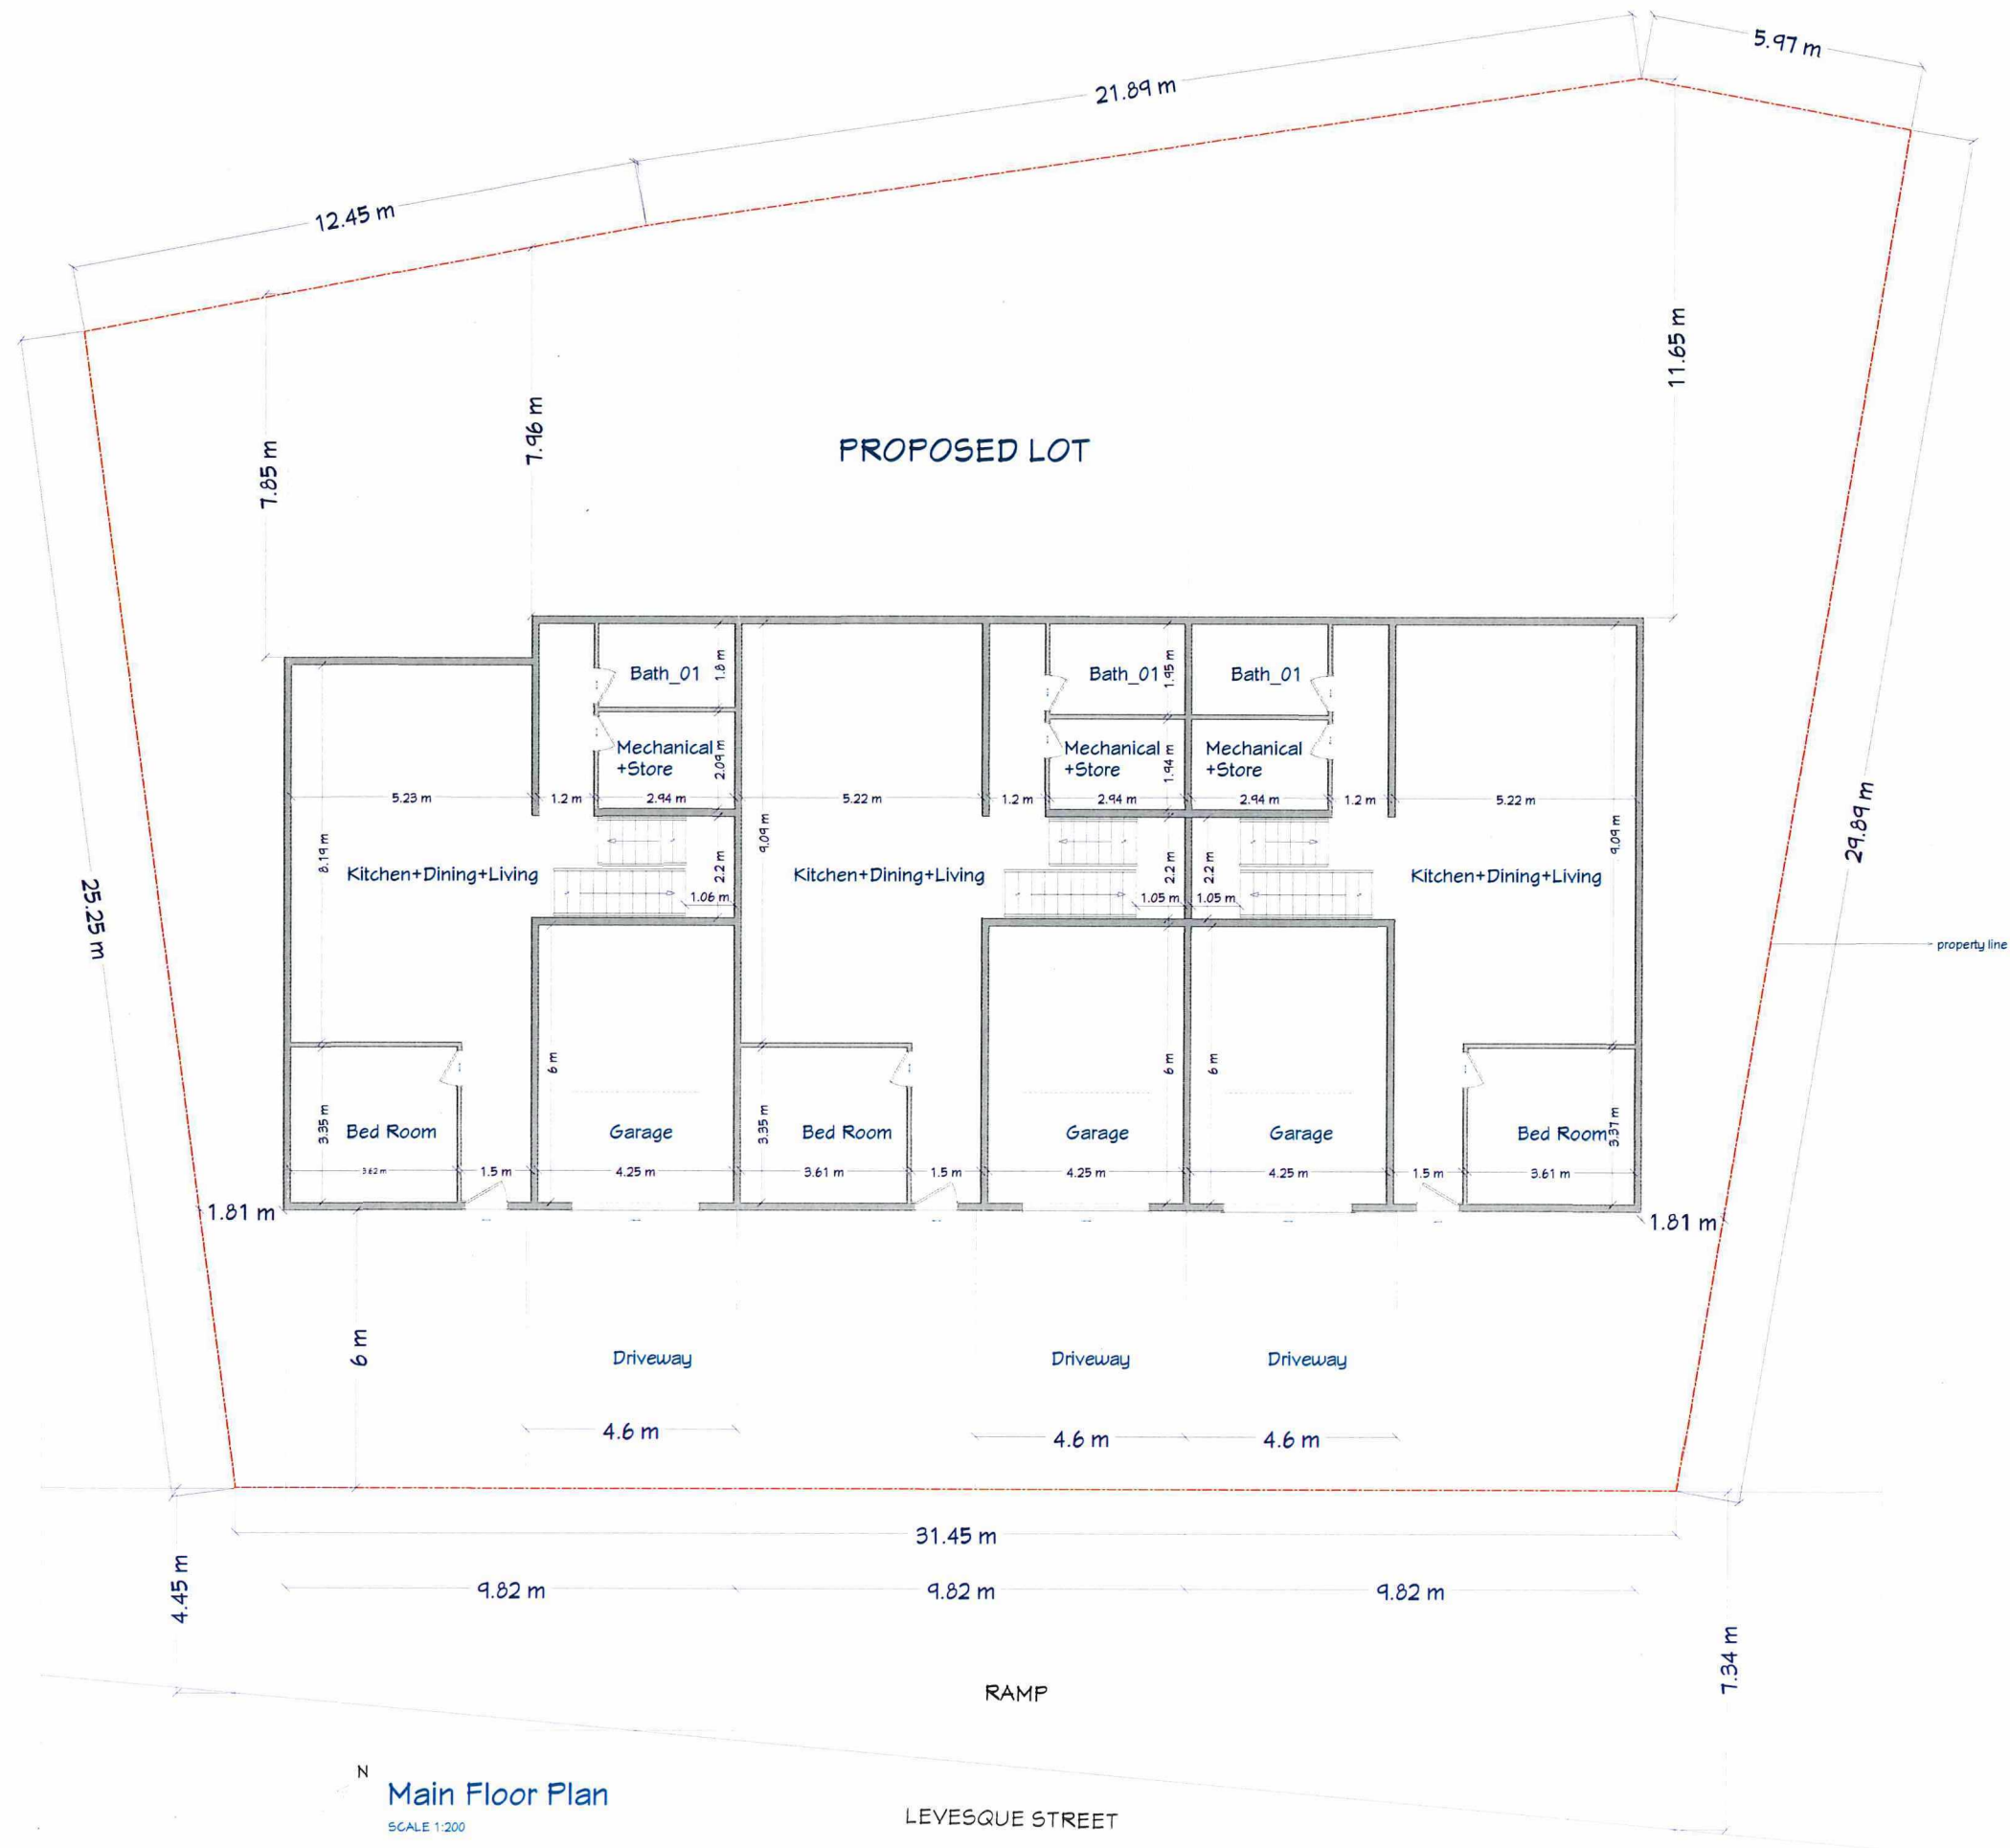 5.97 m
21.89 m
12.45 m
11.65 m
7.96 m
7.85 m
PROPOSED LOT
Bath_01
1.8 m
Bath_01
1.95 m
Bath_01
Mechanical
+Store
2.09 m
Mechanical
+Store
1.94 m
Mechanical
+Store
5.23 m
1.2 m
2.94 m
5.22 m
1.2 m
2.94 m
2.94 m
1.2 m
5.22 m
8.19 m
9.09 m
9.09 m
29.89 m
Kitchen+Dining+Living
2.2 m
1.06 m
Kitchen+Dining+Living
2.2 m
2.2 m
1.05 m
1.05 m
Kitchen+Dining+Living
25.25 m
property line
6 m
6 m
6 m
3.35 m
Bed Room
Garage
3.35 m
Bed Room
Garage
Garage
Bed Room
3.37 m
3.62 m
1.5 m
4.25 m
3.61 m
1.5 m
4.25 m
4.25 m
1.5 m
3.61 m
1.81 m
1.81 m
6 m
Driveway
Driveway
Driveway
4.6 m
4.6 m
4.6 m
31.45 m
4.45 m
9.82 m
9.82 m
9.82 m
7.34 m
RAMP
N
Main Floor Plan
SCALE 1:200
LEVESQUE STREET